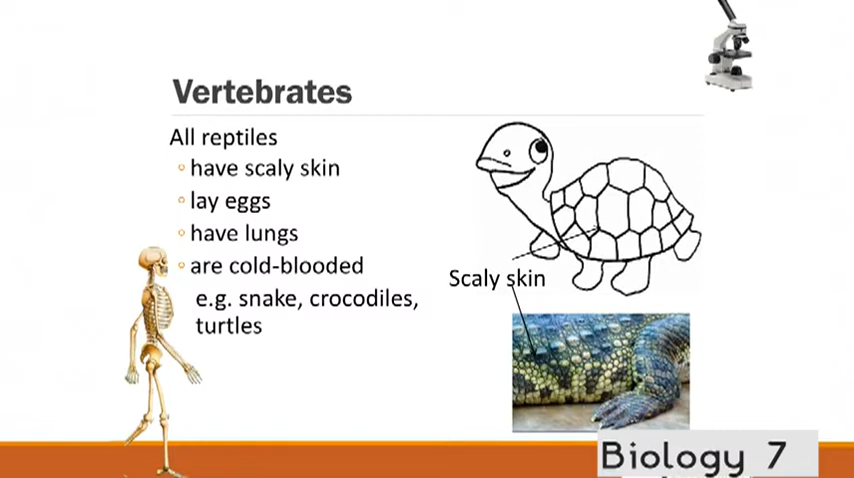 Vertebrates
All reptiles
have scaly skin
lay eggs
have lungs
are cold-blooded
e.g. snake, crocodiles,
turtles
Scaly skin
Biology 7